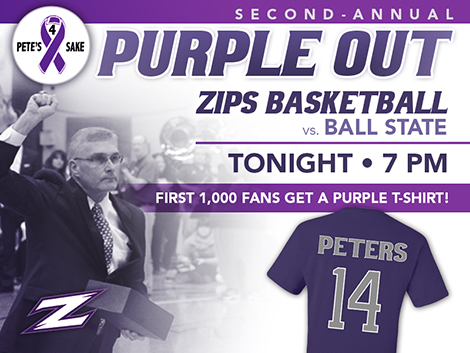 4
PETE'S SAKE
SECOND-ANNUAL
PURPLE OUT
ZIPS BASKETBALL
VS. BALL STATE
TONIGHT • 7 PM
FIRST 1,000 FANS GET A PURPLE T-SHIRT!
PETERS
14
Z